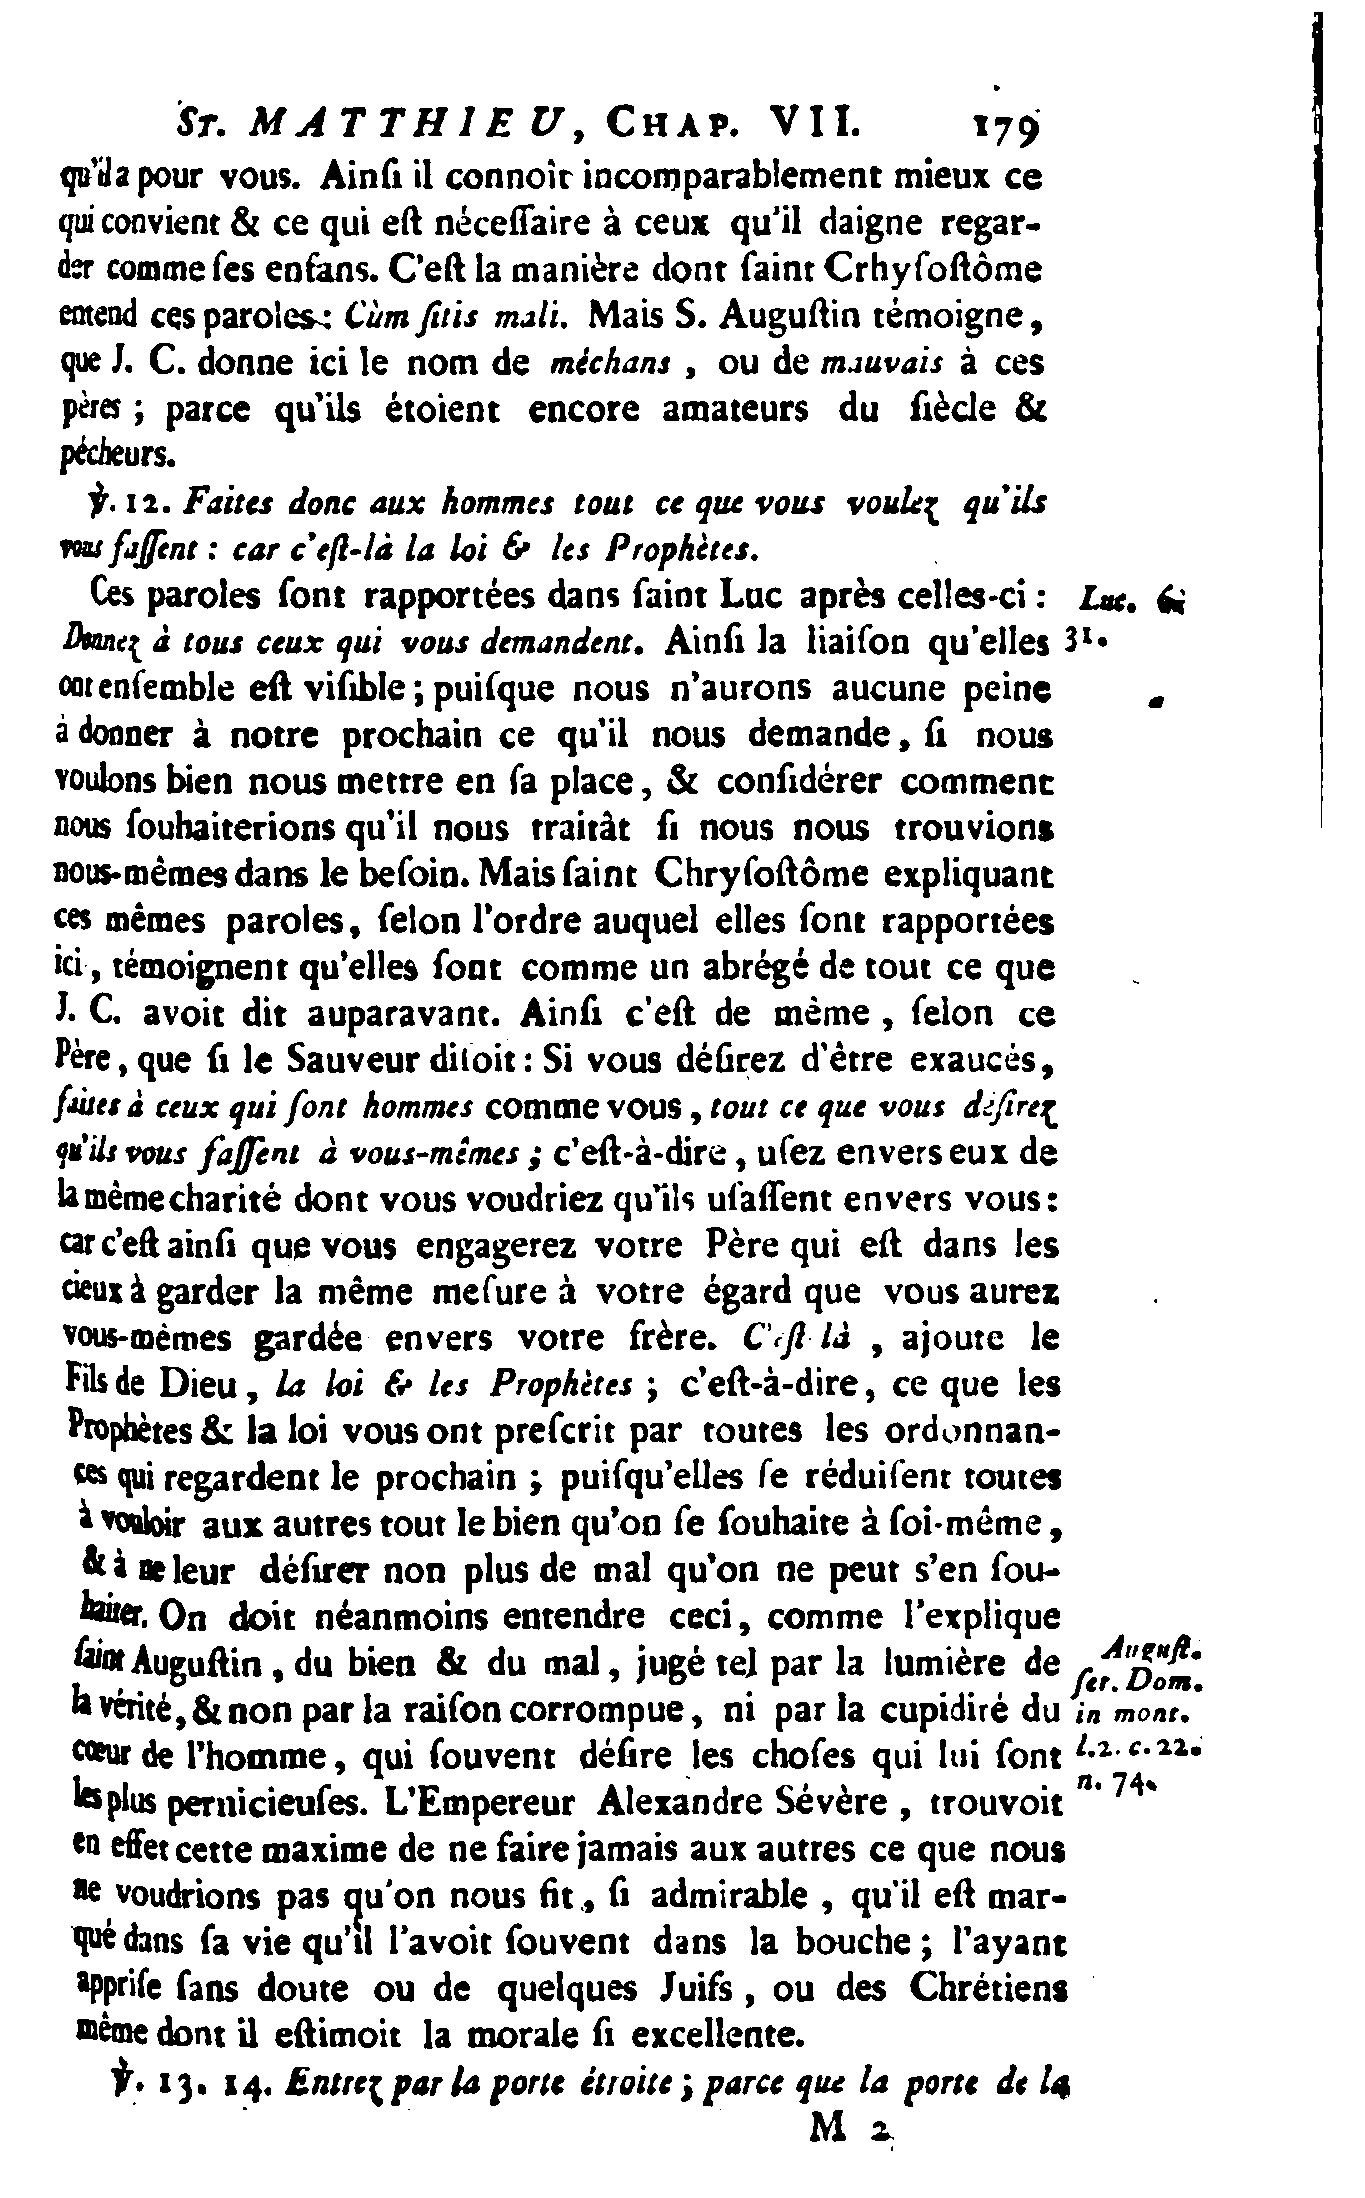 St. MATTHIEU, CHAP. VII. 179
qu'il a pour vous. Ainſi il connoît incomparablement mieux ce
qui convient & ce qui eſt néceſſaire à ceux qu'il daigne regar-
der comme ſes enfans. C'eſt la manière dont ſaint Crhyſoſtôme
entend ces paroles: Cùm ſitis mali. Mais S. Auguſtin témoigne,
que J. C. donne ici le nom de méchans, ou de mauvais à ces
pères ; parce qu'ils étoient encore amateurs du ſiècle &
pécheurs.
℣. 12. Faites donc aux hommes tout ce que vous voulez qu'ils
vous faſſent : car c'eſt-là la loi & les Prophètes.
Ces paroles ſont rapportées dans ſaint Luc après celles-ci : Luc. 6.
Donnez à tous ceux qui vous demandent. Ainſi la liaiſon qu'elles 31.
ont enſemble eſt viſible ; puiſque nous n'aurons aucune peine
à donner à notre prochain ce qu'il nous demande, ſi nous
voulons bien nous mettre en ſa place, & conſidérer comment
nous ſouhaiterions qu'il nous traitât ſi nous nous trouvions
nous-mêmes dans le beſoin. Mais ſaint Chryſoſtôme expliquant
ces mêmes paroles, ſelon l'ordre auquel elles ſont rapportées
ici, témoignent qu'elles ſont comme un abrégé de tout ce que
J. C. avoit dit auparavant. Ainſi c'eſt de même, ſelon ce
Père, que ſi le Sauveur diſoit : Si vous déſirez d'être exaucés,
faites à ceux qui ſont hommes comme vous, tout ce que vous déſirez
qu'ils vous faſſent à vous-mêmes ; c'eſt-à-dire, uſez envers eux de
la même charité dont vous voudriez qu'ils uſaſſent envers vous :
car c'eſt ainſi que vous engagerez votre Père qui eſt dans les
cieux à garder la même meſure à votre égard que vous aurez
vous-mêmes gardée envers votre frère. C'eſt là, ajoute le
Fils de Dieu, la loi & les Prophètes ; c'eſt-à-dire, ce que les
Prophètes & la loi vous ont preſcrit par toutes les ordonnan-
ces qui regardent le prochain ; puiſqu'elles ſe réduiſent toutes
à vouloir aux autres tout le bien qu'on ſe ſouhaite à ſoi-même,
& à ne leur déſirer non plus de mal qu'on ne peut s'en ſou-
haiter. On doit néanmoins entendre ceci, comme l'explique
ſaint Auguſtin, du bien & du mal, jugé tel par la lumière de
la vérité, & non par la raiſon corrompue, ni par la cupidité du
cœur de l'homme, qui ſouvent déſire les choſes qui lui ſont
les plus pernicieuſes. L'Empereur Alexandre Sévère, trouvoit
Auguſt.
ſer. Dom.
in mont.
l.2. c. 22.
n. 74.
en effet cette maxime de ne faire jamais aux autres ce que nous
ne voudrions pas qu'on nous fit, ſi admirable, qu'il eſt mar-
qué dans ſa vie qu'il l'avoit ſouvent dans la bouche ; l'ayant
appriſe ſans doute ou de quelques Juifs, ou des Chrétiens
même dont il eſtimoit la morale ſi excellente.
℣. 13. 14. Entrez par la porte étroite ; parce que la porte de la
M 2